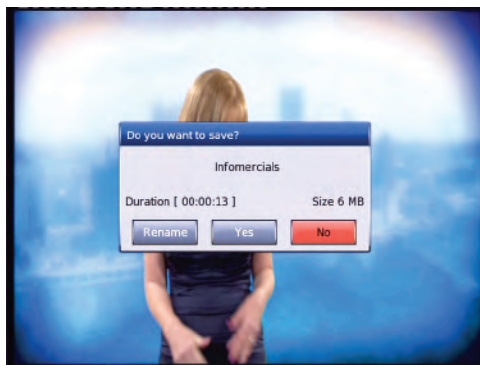 Do you want to save?
Infomercials
Duration [ 00:00:13 ] Size 6 MB
Rename Yes No